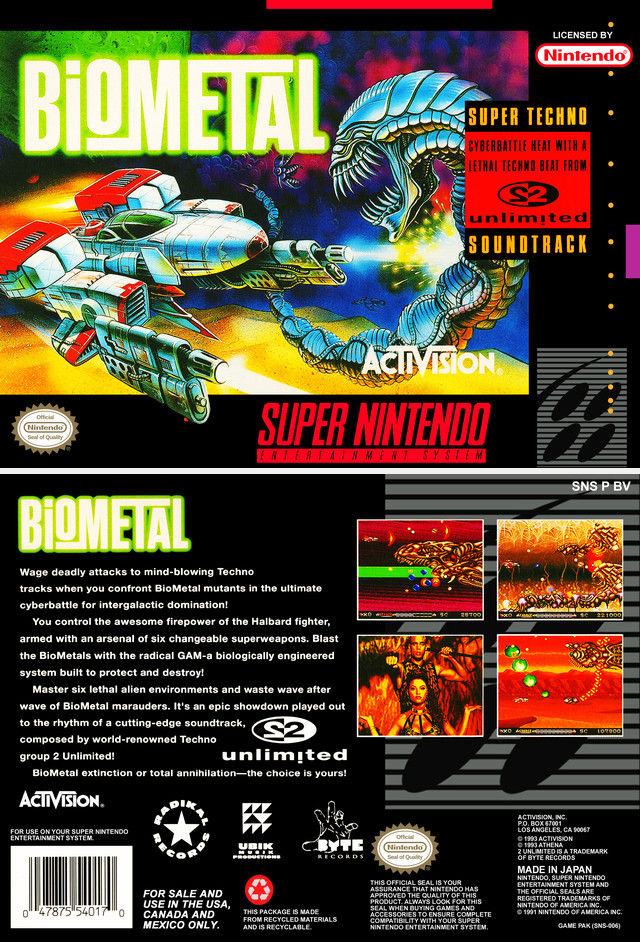 LICENSED BY
Nintendo®
BIOMETAL
SUPER TECHNO
CYBERBATTLE HEAT WITH A
LETHAL TECHNO BEAT FROM
2
unlimited
SOUNDTRACK
ACTIVISION®
Official
Nintendo
Seal of Quality
SUPER NINTENDO
ENTERTAINMENT SYSTEM
SNS P BV
BIOMETAL
Wage deadly attacks to mind-blowing Techno
tracks when you confront BioMetal mutants in the ultimate
cyberbattle for intergalactic domination!
You control the awesome firepower of the Halbard fighter,
armed with an arsenal of six changeable superweapons. Blast
the BioMetals with the radical GAM-a biologically engineered
system built to protect and destroy!
Master six lethal alien environments and waste wave after
wave of BioMetal marauders. It's an epic showdown played out
to the rhythm of a cutting-edge soundtrack,
composed by world-renowned Techno
group 2 Unlimited!
2
unlimited
BioMetal extinction or total annihilation—the choice is yours!
SC 26700
SC 221000
SC 107900
ACTIVISION®
FOR USE ON YOUR SUPER NINTENDO
ENTERTAINMENT SYSTEM.
0 47875 54017 0
RADIKAL
RECORDS
UBIK
MUSIK
PRODUCTIONS
BYTE
RECORDS
Official
Nintendo
Seal of Quality
FOR SALE AND
USE IN THE USA,
CANADA AND
MEXICO ONLY.
THIS PACKAGE IS MADE
FROM RECYCLED MATERIALS
AND IS RECYCLABLE.
THIS OFFICIAL SEAL IS YOUR
ASSURANCE THAT NINTENDO HAS
APPROVED THE QUALITY OF THIS
PRODUCT. ALWAYS LOOK FOR THIS
SEAL WHEN BUYING GAMES AND
ACCESSORIES TO ENSURE COMPLETE
COMPATIBILITY WITH YOUR SUPER
NINTENDO ENTERTAINMENT SYSTEM.
ACTIVISION, INC.
P.O. BOX 67001
LOS ANGELES, CA 90067
© 1993 ACTIVISION
© 1993 ATHENA
2 UNLIMITED IS A TRADEMARK
OF BYTE RECORDS
MADE IN JAPAN
NINTENDO, SUPER NINTENDO
ENTERTAINMENT SYSTEM AND
THE OFFICIAL SEALS ARE
REGISTERED TRADEMARKS OF
NINTENDO OF AMERICA INC.
© 1991 NINTENDO OF AMERICA INC.
GAME PAK (SNS-006)